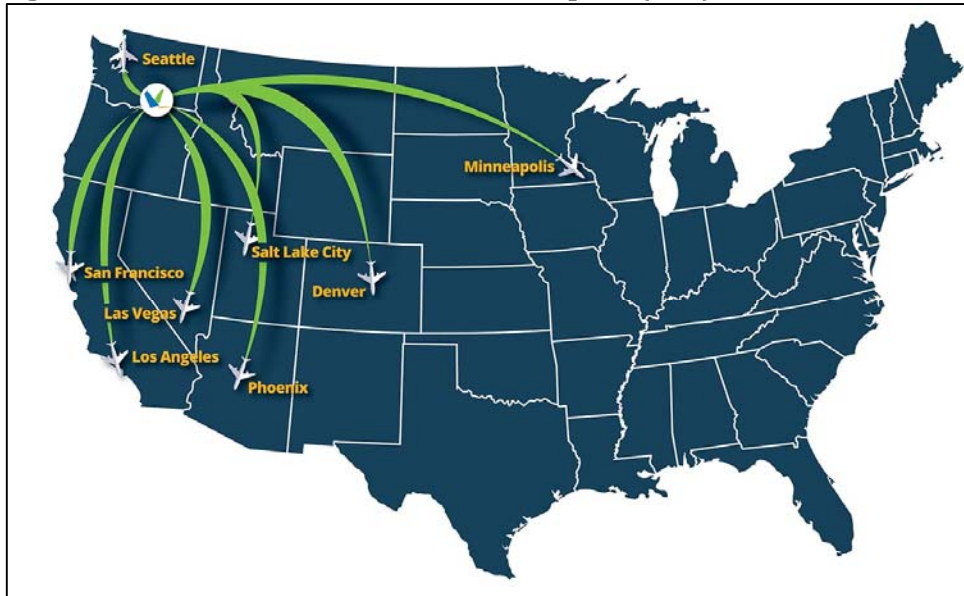 Seattle
Minneapolis
Salt Lake City
San Francisco
Denver
Las Vegas
Los Angeles
Phoenix